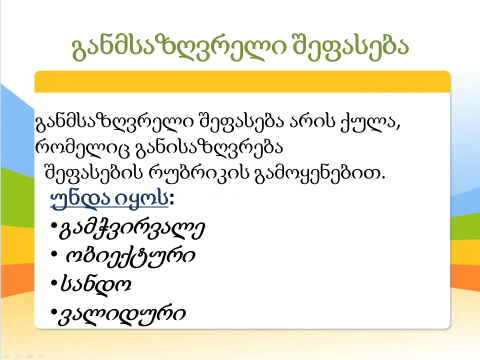 განმსაზღვრელი შეფასება
განმსაზღვრელი შეფასება არის ქულა,
რომელიც განისაზღვრება
შეფასების რუბრიკის გამოყენებით.
უნდა იყოს:
•გამჭვირვალე
• ობიექტური
•სანდო
•ვალიდური